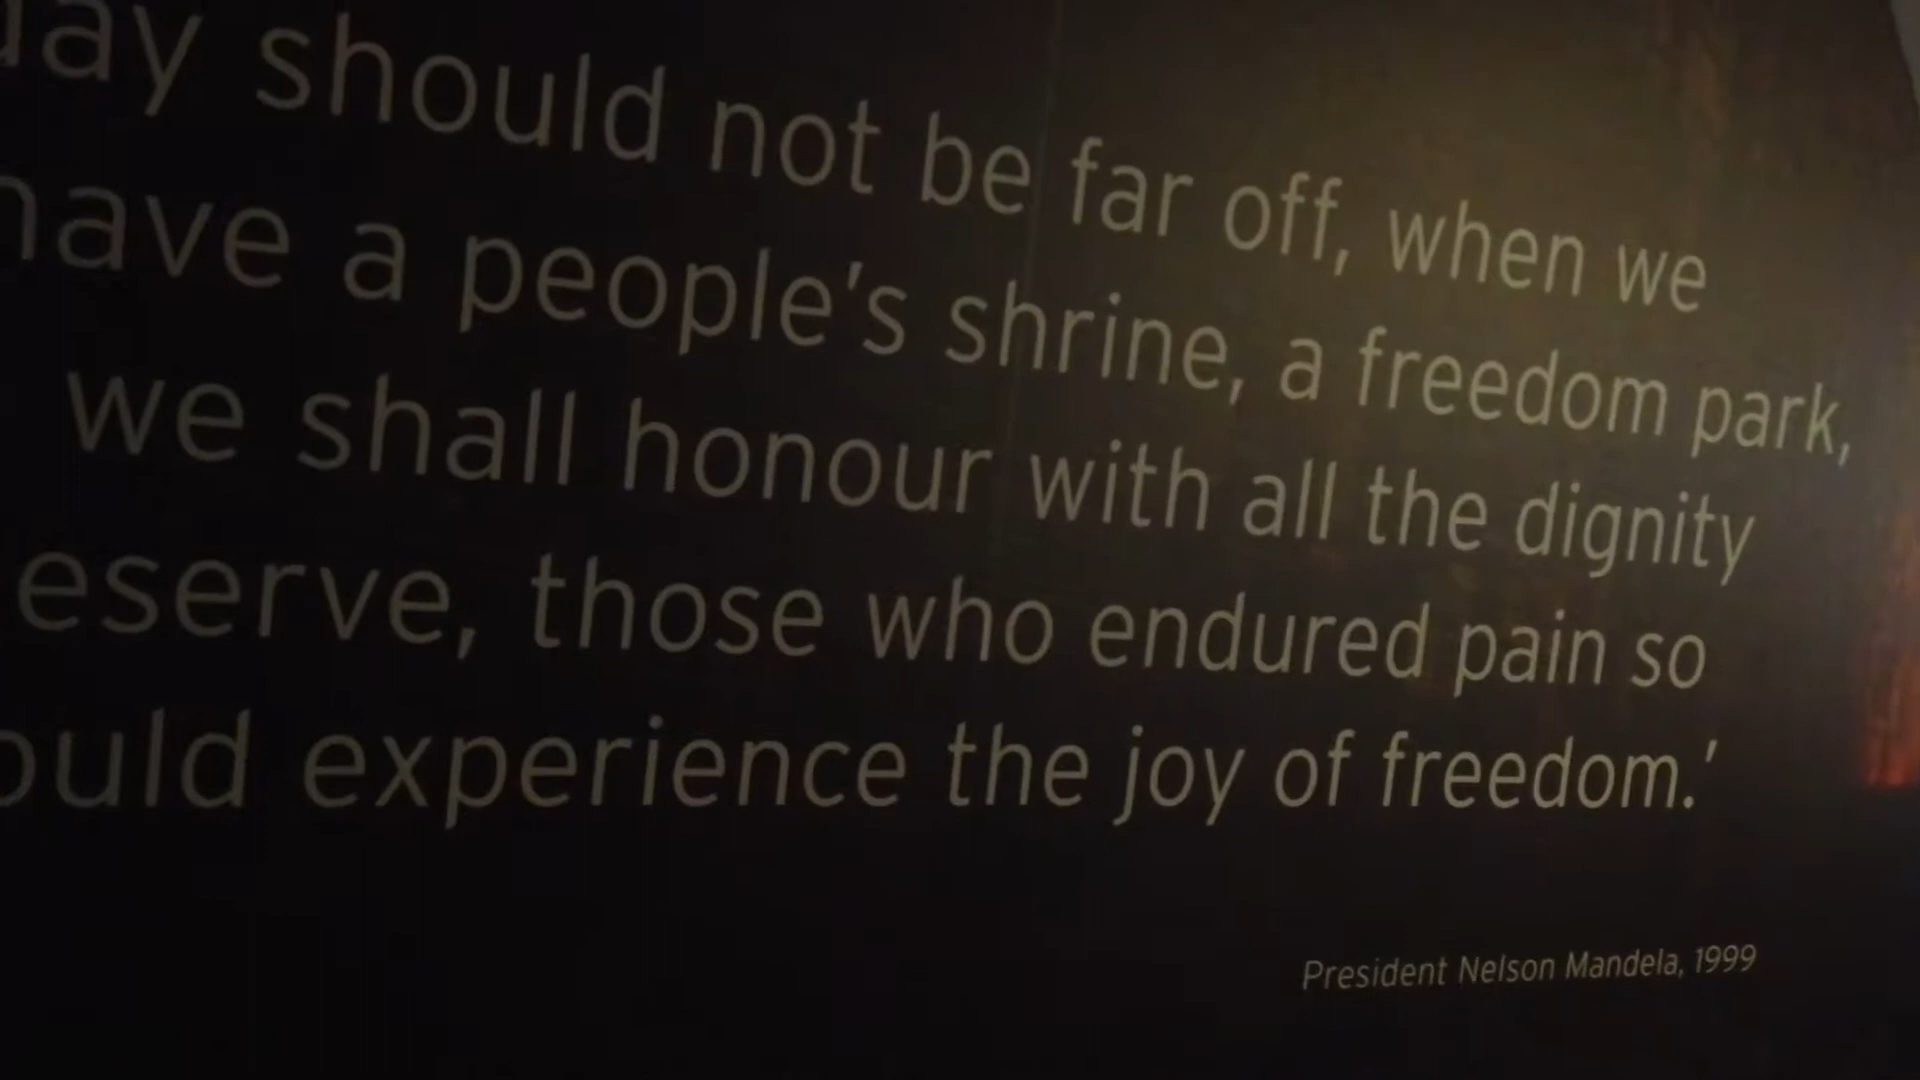 day should not be far off, when we
have a people's shrine, a freedom park,
we shall honour with all the dignity
eserve, those who endured pain so
ould experience the joy of freedom.'
President Nelson Mandela, 1999